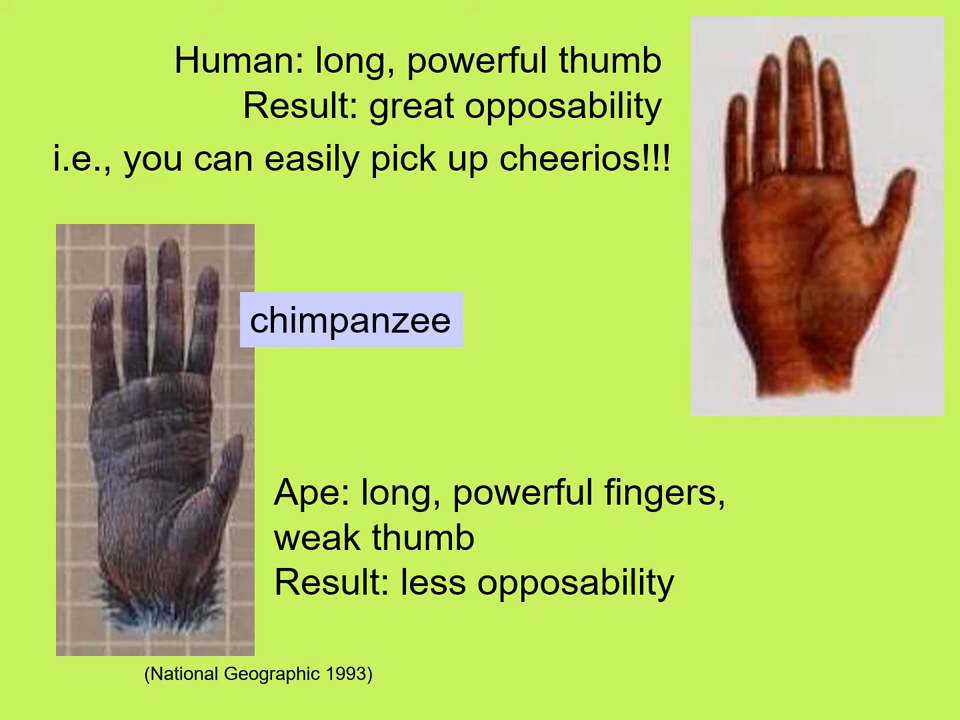 Human: long, powerful thumb
Result: great opposability
i.e., you can easily pick up cheerios!!!
chimpanzee
Ape: long, powerful fingers,
weak thumb
Result: less opposability
(National Geographic 1993)